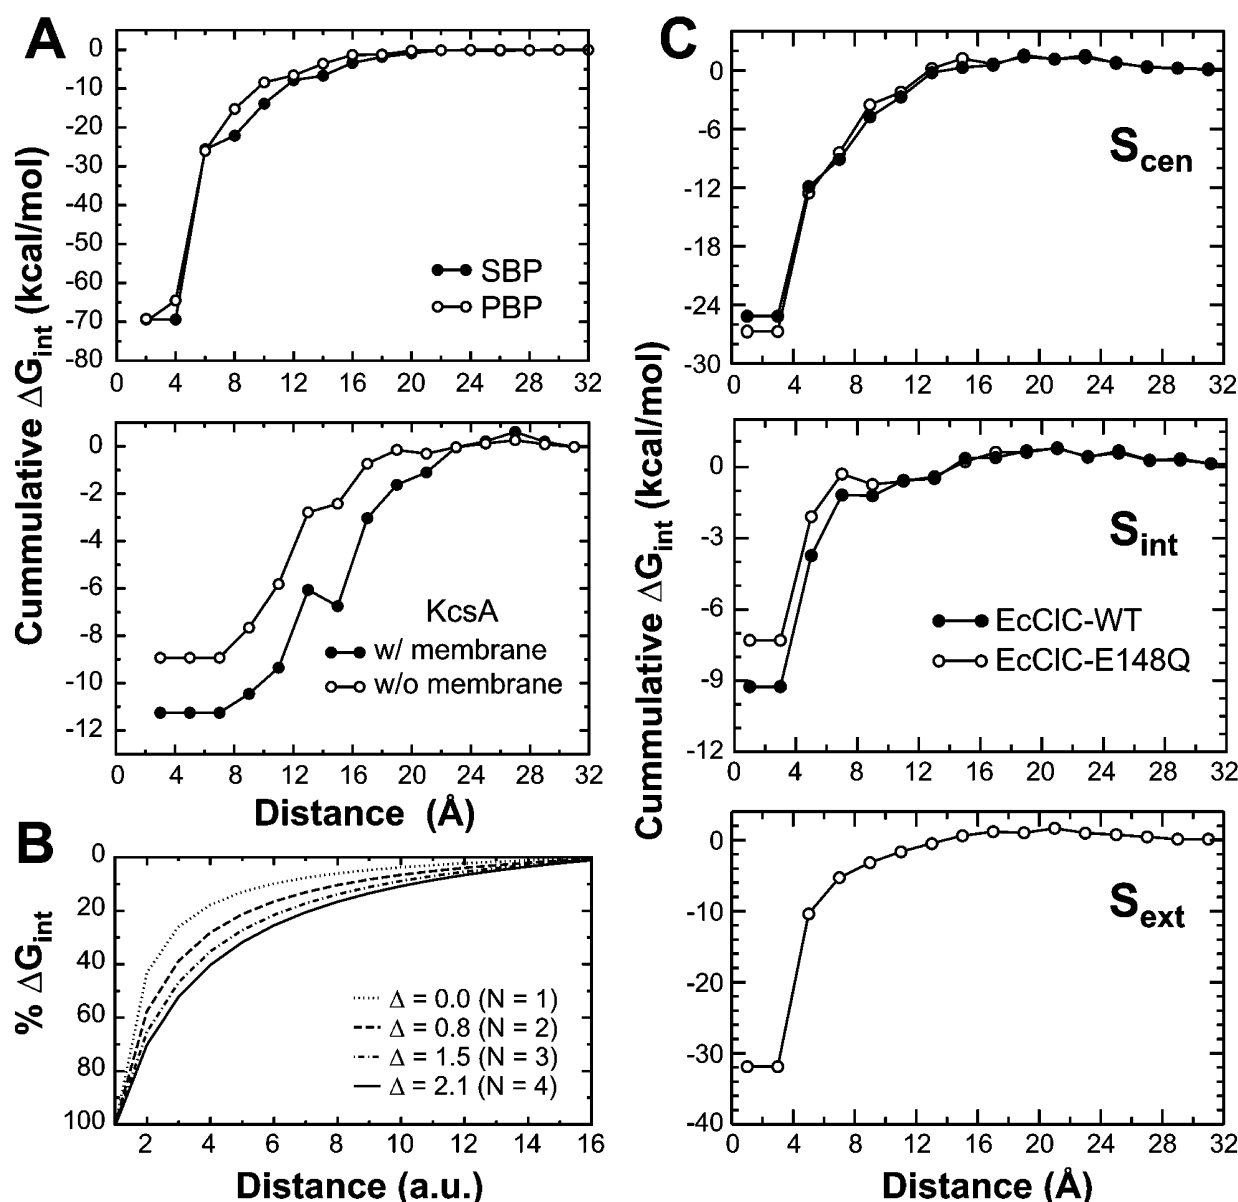 A
Cummulative ΔG_int (kcal/mol)
0
-10
-20
-30
-40
-50
-60
-70
-80
0 4 8 12 16 20 24 28 32
SBP
PBP
0
-2
-4
-6
-8
-10
-12
0 4 8 12 16 20 24 28 32
KcsA
w/ membrane
w/o membrane
Distance (Å)
B
% ΔG_int
0
20
40
60
80
100
2 4 6 8 10 12 14 16
Δ = 0.0 (N = 1)
Δ = 0.8 (N = 2)
Δ = 1.5 (N = 3)
Δ = 2.1 (N = 4)
Distance (a.u.)
C
Cummulative ΔG_int (kcal/mol)
0
-6
-12
-18
-24
-30
0 4 8 12 16 20 24 28 32
S_cen
0
-3
-6
-9
-12
0 4 8 12 16 20 24 28 32
S_int
EcClC-WT
EcClC-E148Q
0
-10
-20
-30
-40
0 4 8 12 16 20 24 28 32
S_ext
Distance (Å)